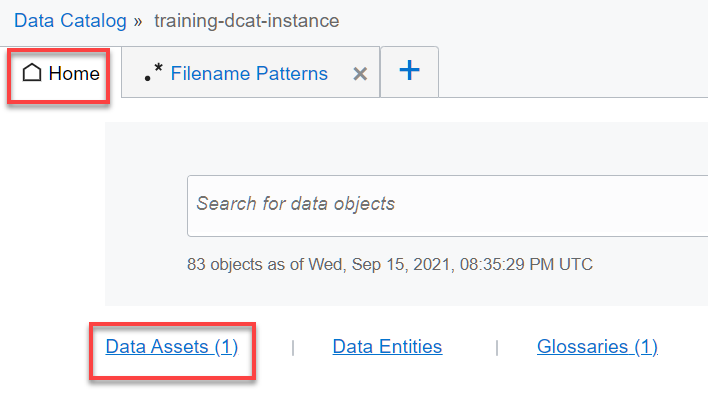 Data Catalog » training-dcat-instance
Home .* Filename Patterns × +
Search for data objects
83 objects as of Wed, Sep 15, 2021, 08:35:29 PM UTC
Data Assets (1) | Data Entities | Glossaries (1)